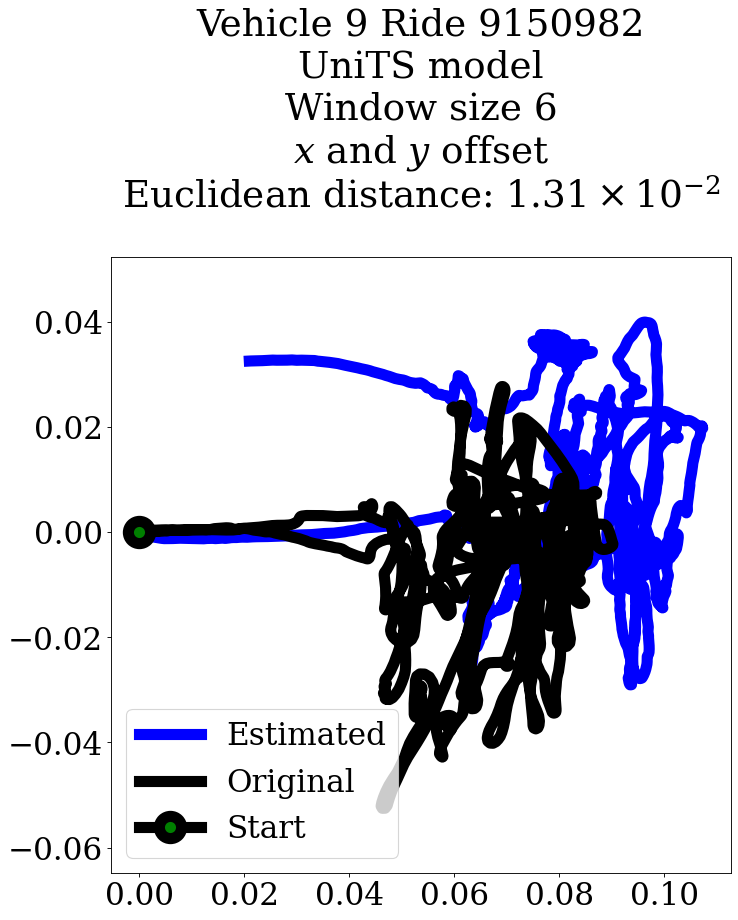 Vehicle 9 Ride 9150982
UniTS model
Window size 6
x and y offset
Euclidean distance: 1.31 × 10⁻²
0.04
0.02
0.00
−0.02
−0.04
−0.06
Estimated
Original
Start
0.00 0.02 0.04 0.06 0.08 0.10